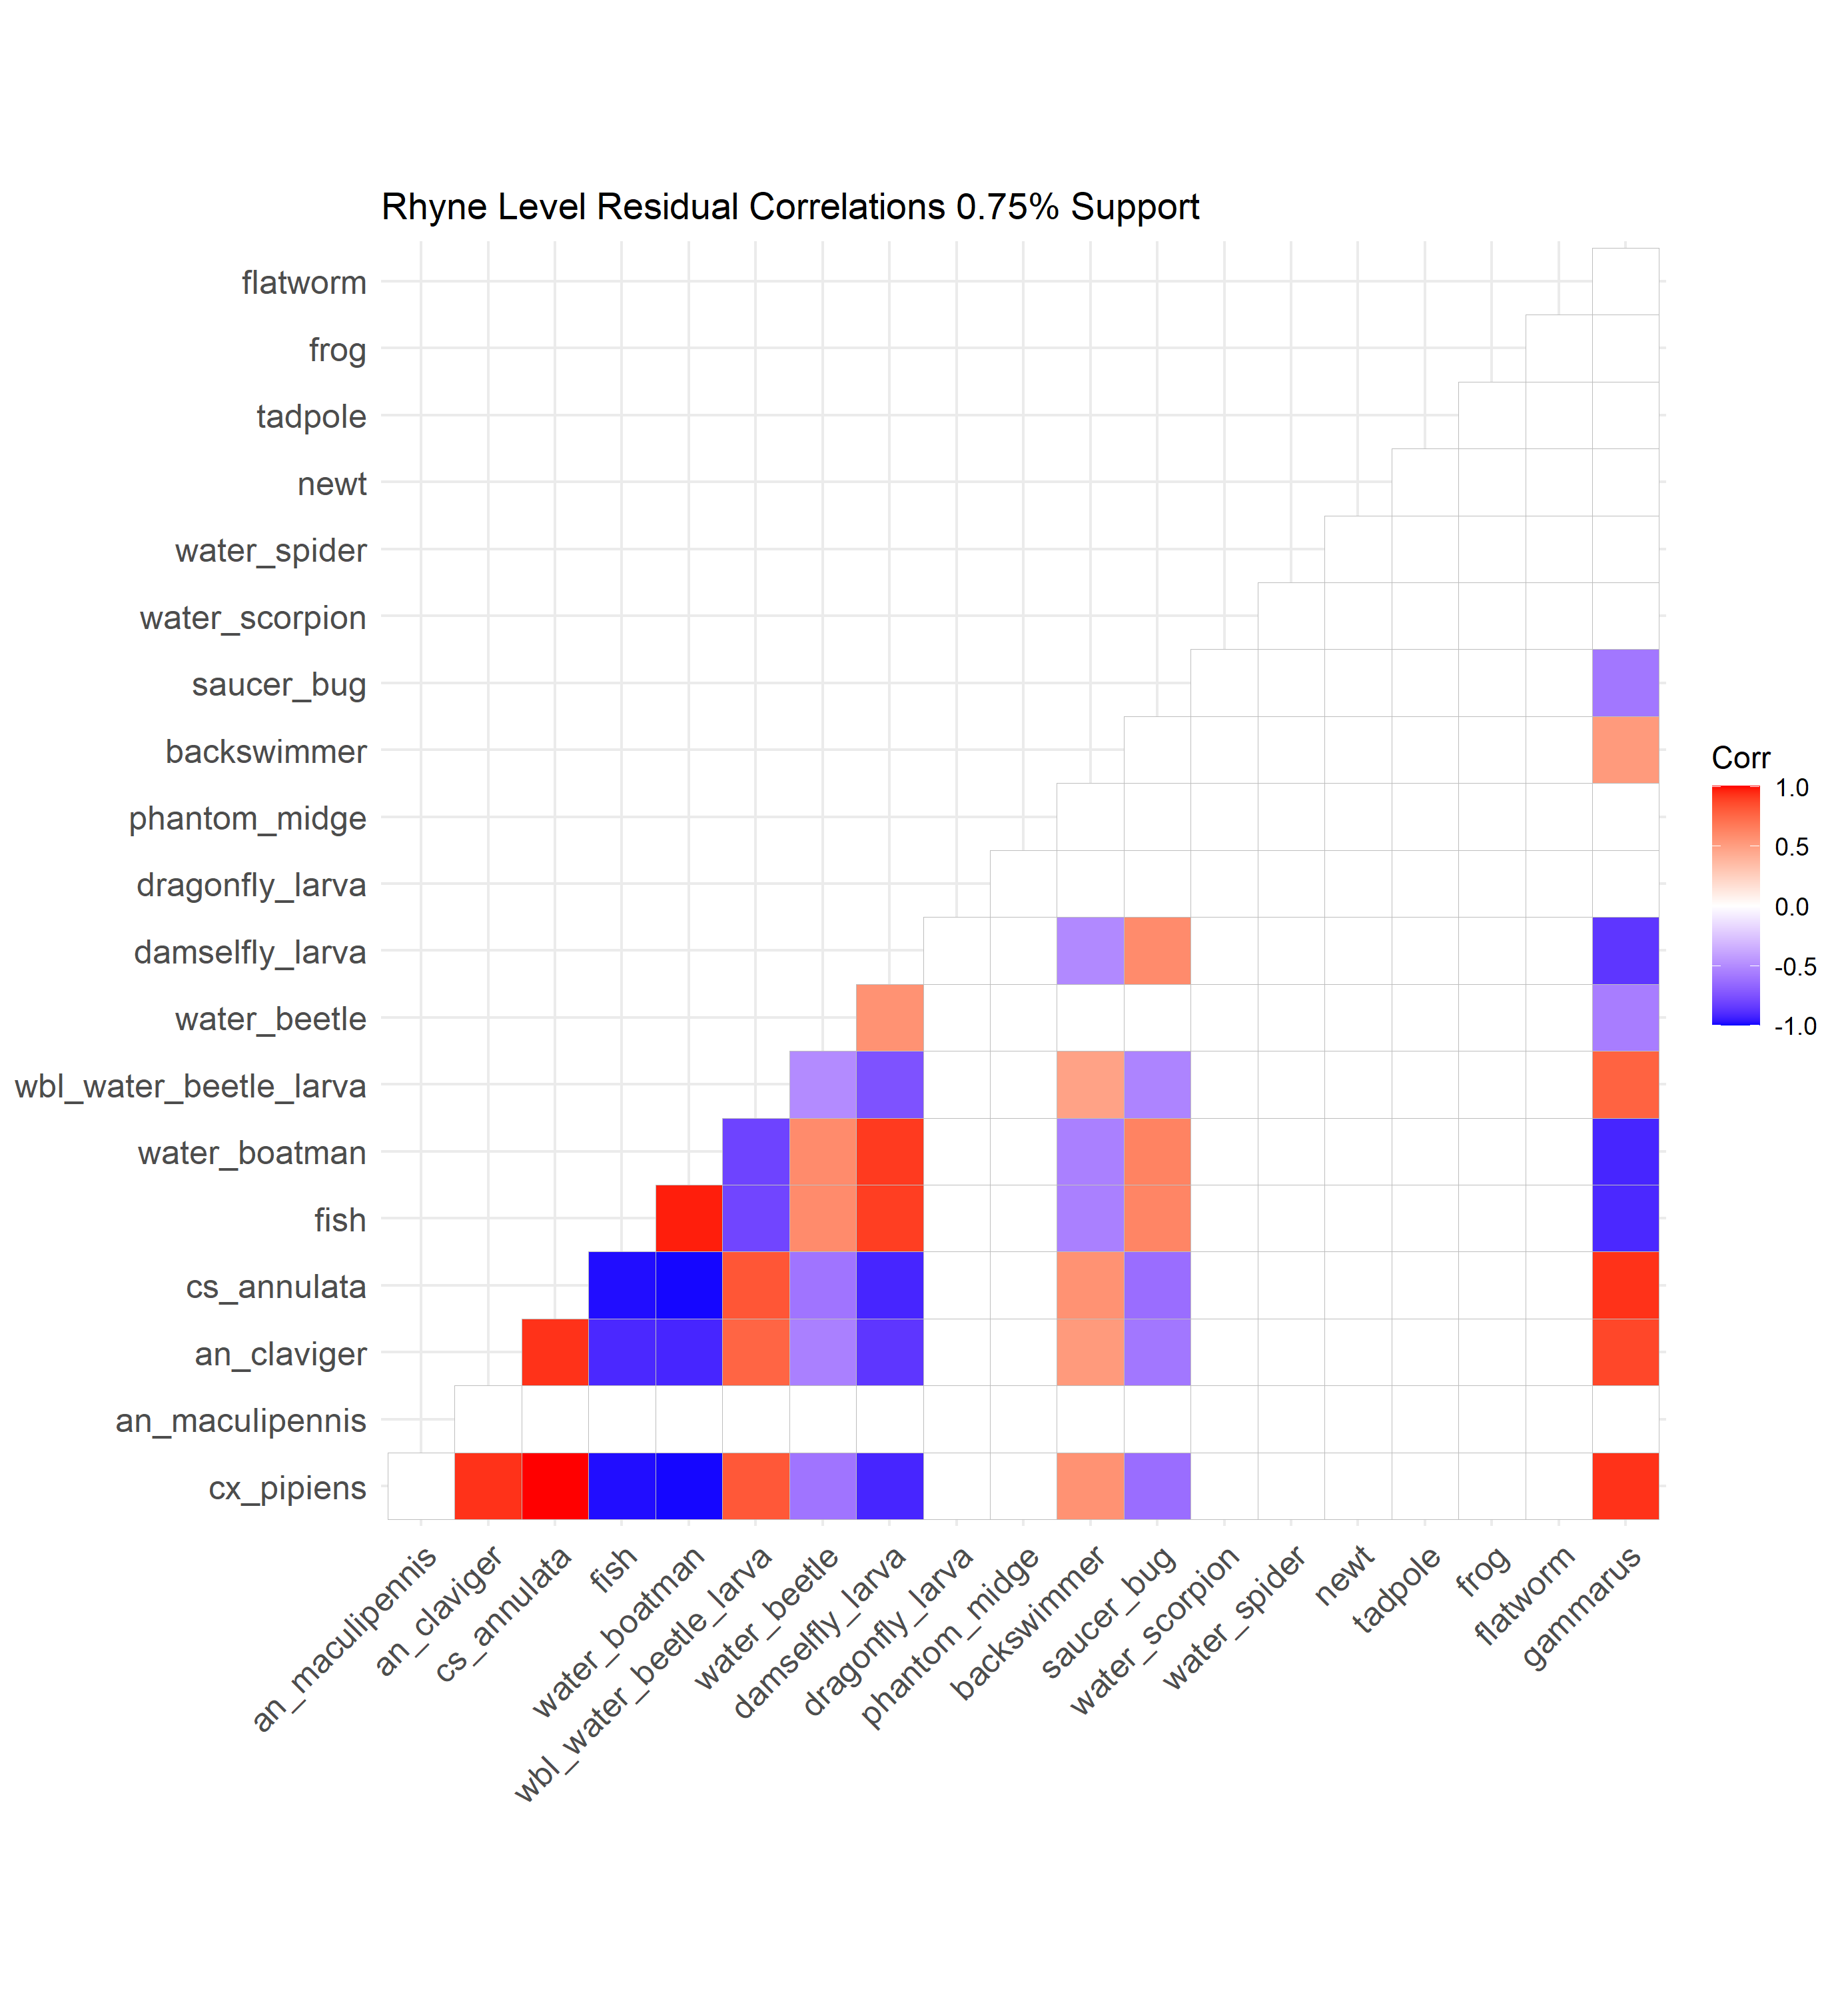 Rhyne Level Residual Correlations 0.75% Support
flatworm
frog
tadpole
newt
water_spider
water_scorpion
saucer_bug
backswimmer
phantom_midge
dragonfly_larva
damselfly_larva
water_beetle
wbl_water_beetle_larva
water_boatman
fish
cs_annulata
an_claviger
an_maculipennis
cx_pipiens
an_maculipennis
an_claviger
cs_annulata
fish
water_boatman
wbl_water_beetle_larva
water_beetle
damselfly_larva
dragonfly_larva
phantom_midge
backswimmer
saucer_bug
water_scorpion
water_spider
newt
tadpole
frog
flatworm
gammarus
Corr
1.0
0.5
0.0
-0.5
-1.0